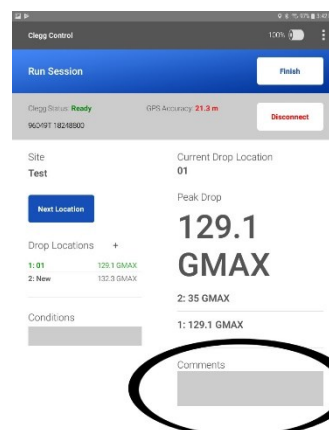 Clegg Control
100%
Run Session
Finish
Clegg Status: Ready
GPS Accuracy: 21.3 m
Disconnect
Site
Test
Current Drop Location
01
Next Location
Peak Drop
129.1
GMAX
Drop Locations +
1: 01 129.1 GMAX
2: New 132.3 GMAX
2: 35 GMAX
1: 129.1 GMAX
Conditions
Comments